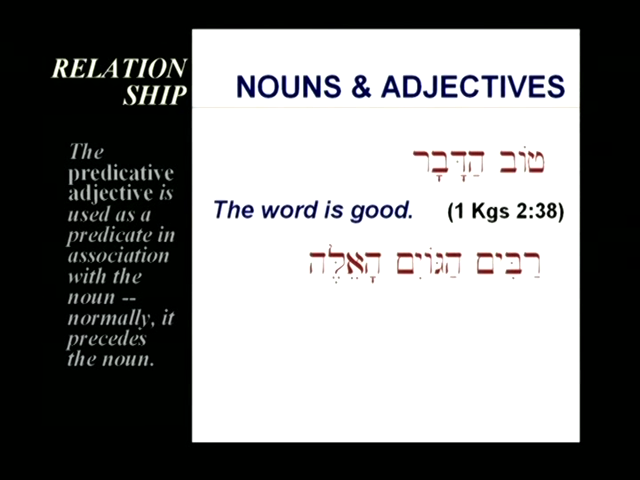 RELATION
SHIP
The
predicative
adjective is
used as a
predicate in
association
with the
noun --
normally, it
precedes
the noun.
NOUNS & ADJECTIVES
טוֹב הַדָּבָר
The word is good. (1 Kgs 2:38)
רַבִּים הַגּוֹיִם הָאֵלֶּה